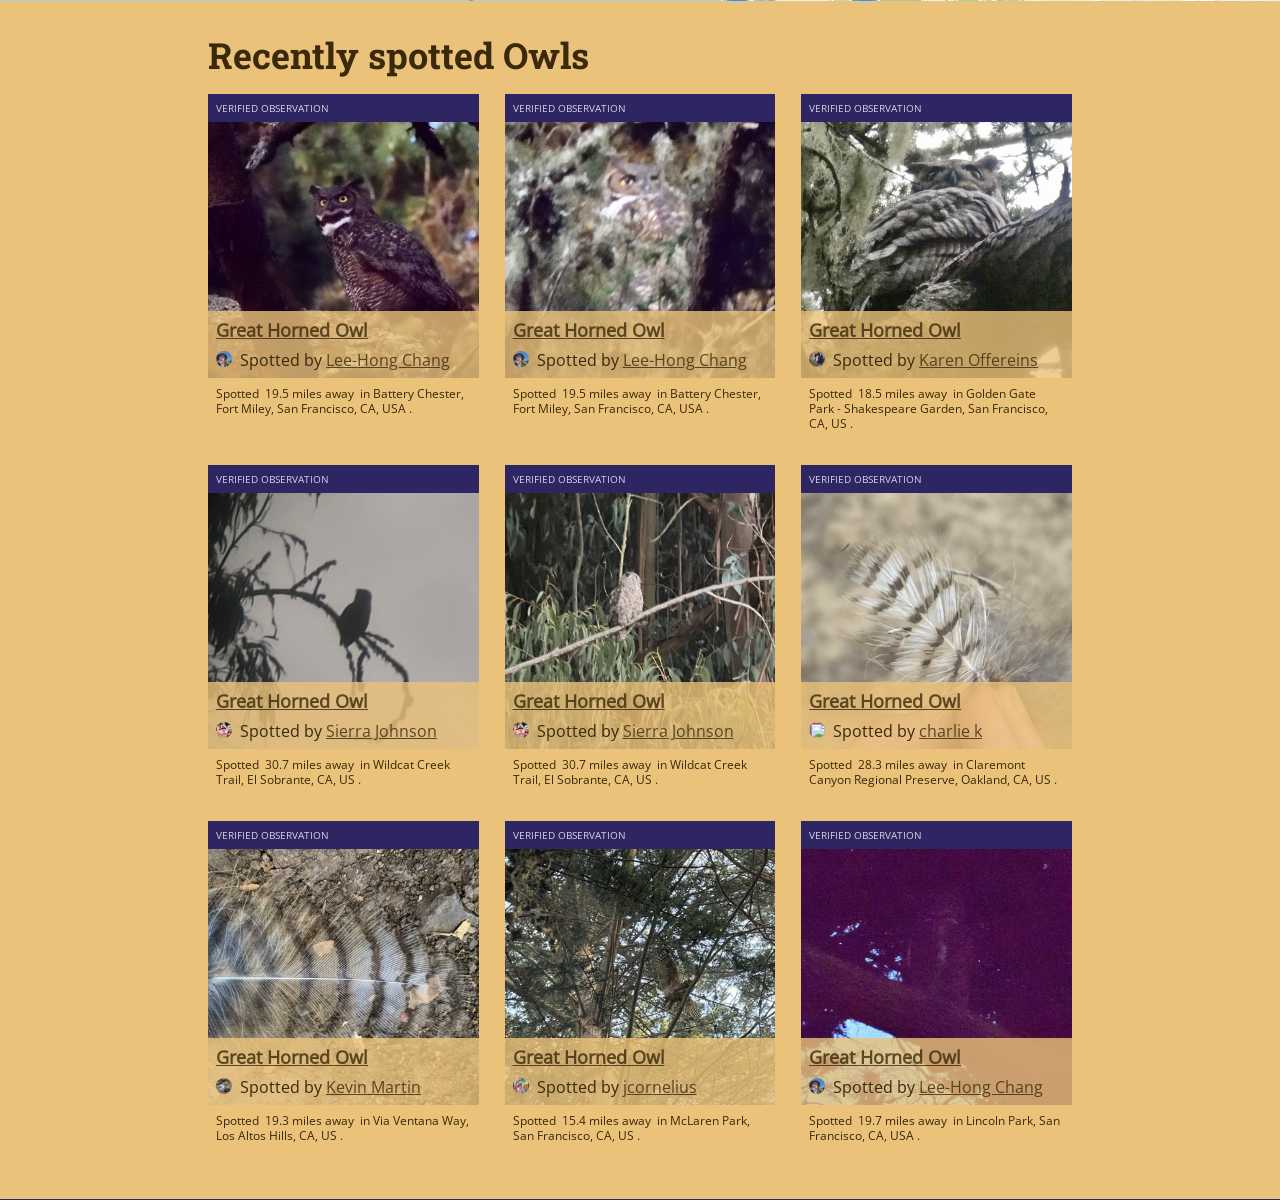 Recently spotted Owls
VERIFIED OBSERVATION
Great Horned Owl
Spotted by Lee-Hong Chang
Spotted 19.5 miles away in Battery Chester,
Fort Miley, San Francisco, CA, USA .
VERIFIED OBSERVATION
Great Horned Owl
Spotted by Lee-Hong Chang
Spotted 19.5 miles away in Battery Chester,
Fort Miley, San Francisco, CA, USA .
VERIFIED OBSERVATION
Great Horned Owl
Spotted by Karen Offereins
Spotted 18.5 miles away in Golden Gate
Park - Shakespeare Garden, San Francisco,
CA, US .
VERIFIED OBSERVATION
Great Horned Owl
Spotted by Sierra Johnson
Spotted 30.7 miles away in Wildcat Creek
Trail, El Sobrante, CA, US .
VERIFIED OBSERVATION
Great Horned Owl
Spotted by Sierra Johnson
Spotted 30.7 miles away in Wildcat Creek
Trail, El Sobrante, CA, US .
VERIFIED OBSERVATION
Great Horned Owl
Spotted by charlie k
Spotted 28.3 miles away in Claremont
Canyon Regional Preserve, Oakland, CA, US .
VERIFIED OBSERVATION
Great Horned Owl
Spotted by Kevin Martin
Spotted 19.3 miles away in Via Ventana Way,
Los Altos Hills, CA, US .
VERIFIED OBSERVATION
Great Horned Owl
Spotted by jcornelius
Spotted 15.4 miles away in McLaren Park,
San Francisco, CA, US .
VERIFIED OBSERVATION
Great Horned Owl
Spotted by Lee-Hong Chang
Spotted 19.7 miles away in Lincoln Park, San
Francisco, CA, USA .